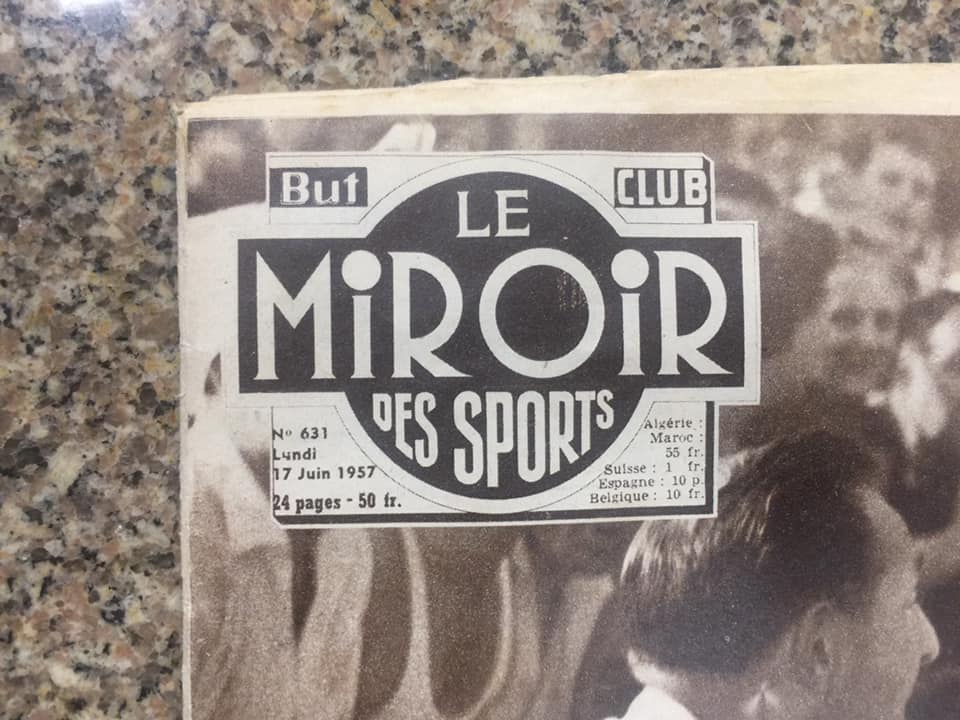 But CLUB
LE
MiROiR
DES SPORTS
Nº 631
Lundi
17 Juin 1957
24 pages - 50 fr.
Algérie :
Maroc :
55 fr.
Suisse : 1 fr.
Espagne : 10 p.
Belgique : 10 fr.